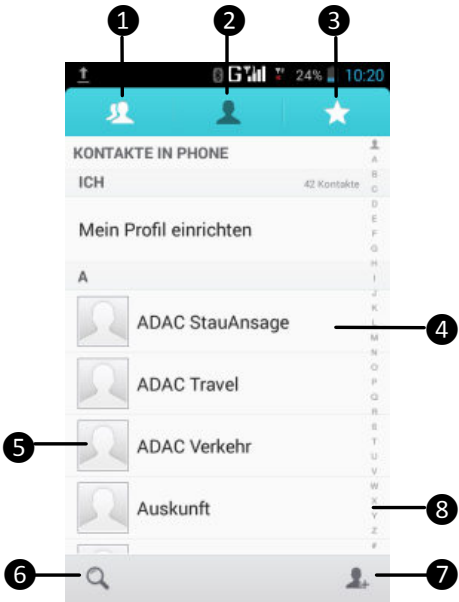 1 2 3
G 24% 10:20
KONTAKTE IN PHONE
ICH 42 Kontakte
Mein Profil einrichten
A
ADAC StauAnsage
4
ADAC Travel
5
ADAC Verkehr
Auskunft
8
6
7
A
B
C
D
E
F
G
H
I
J
K
L
M
N
O
P
Q
R
S
T
U
V
W
X
Y
Z
#